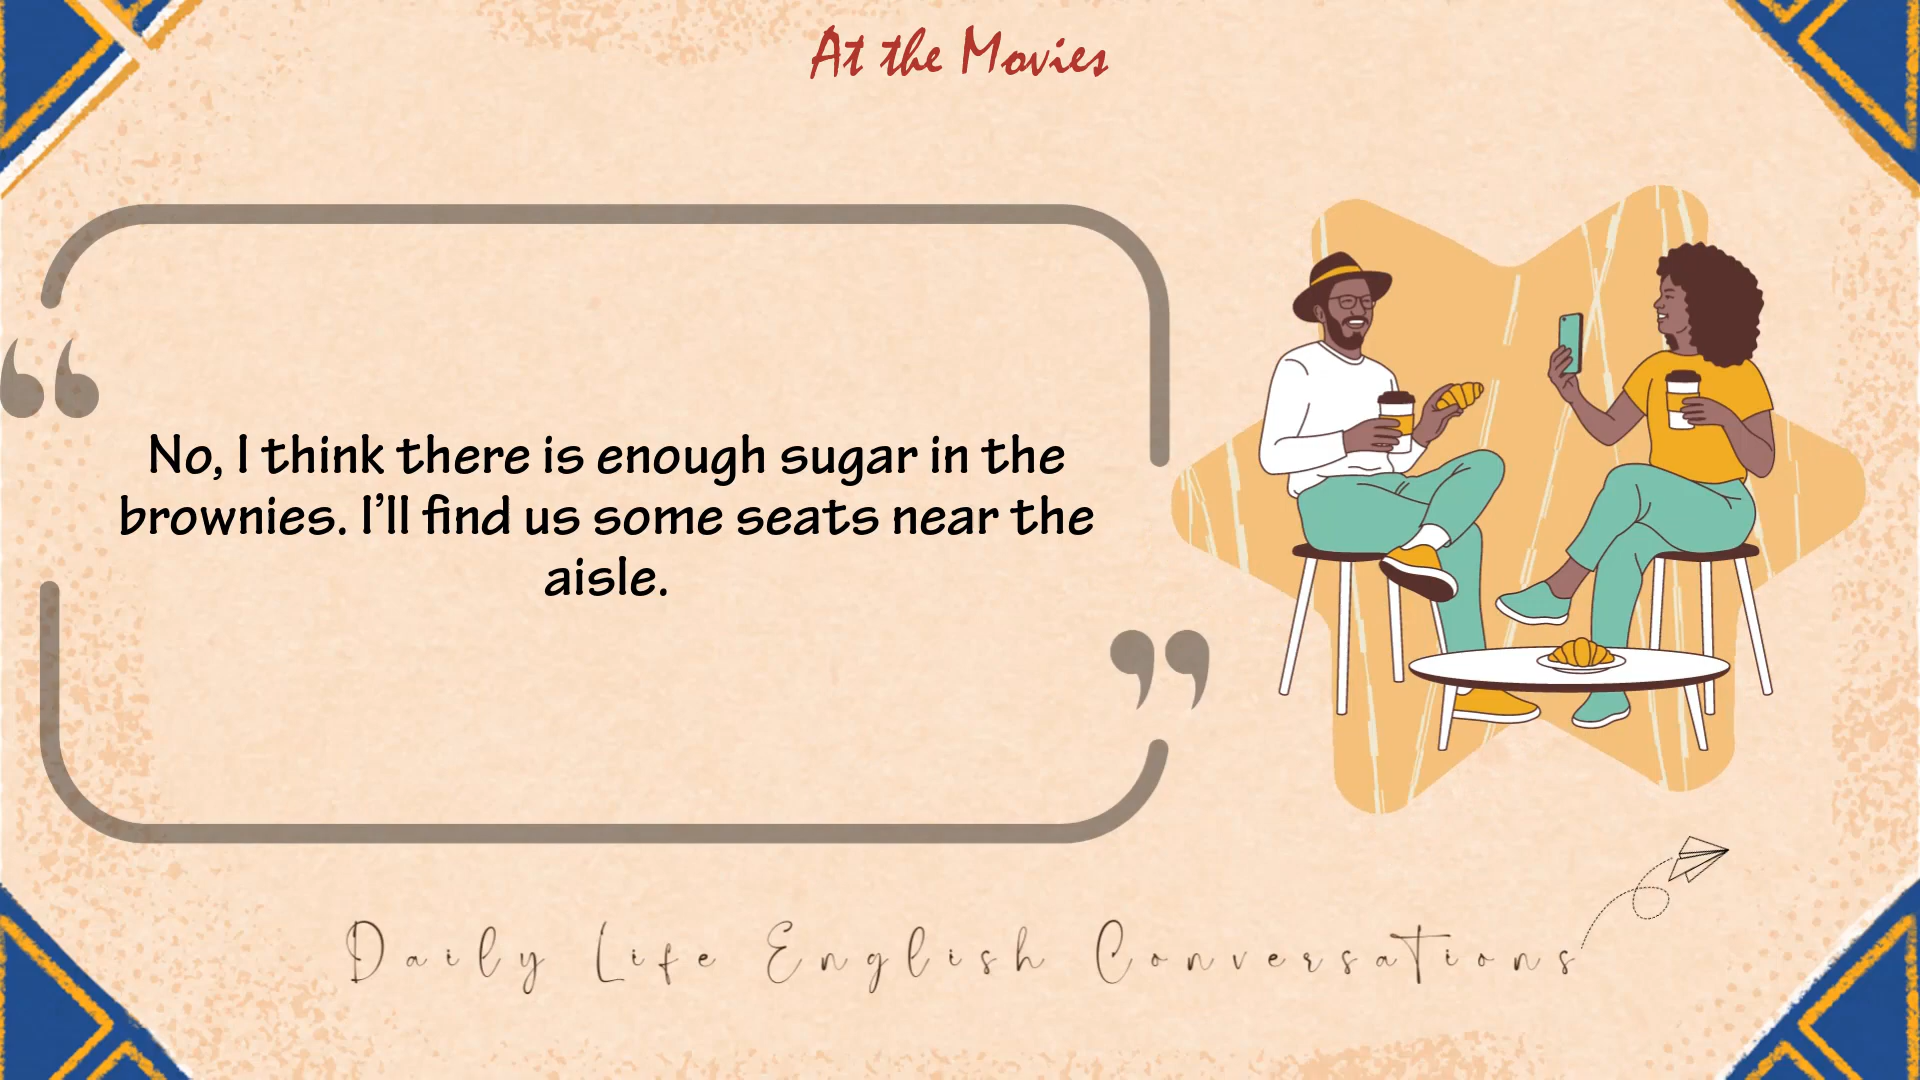 At the Movies
No, I think there is enough sugar in the
brownies. I’ll find us some seats near the
aisle.
Daily Life English ConversaTions